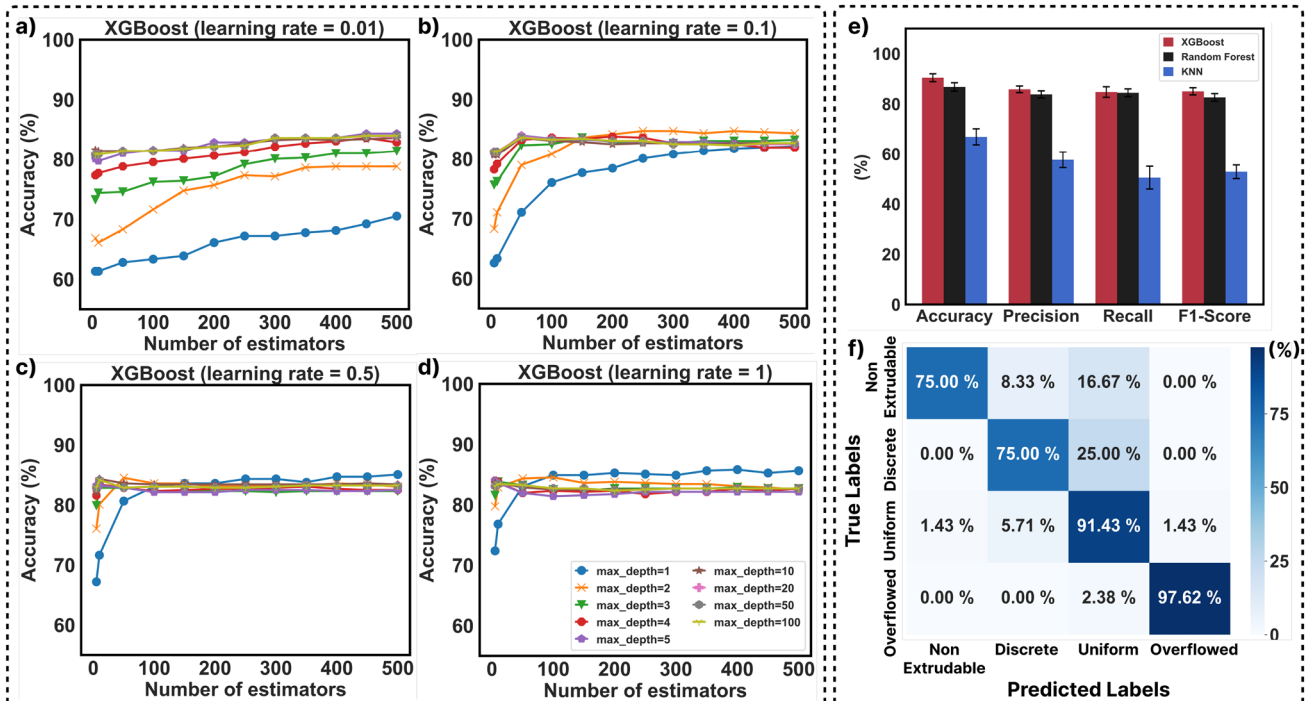 a)
XGBoost (learning rate = 0.01)
Accuracy (%)
100
90
80
70
60
0 100 200 300 400 500
Number of estimators
b)
XGBoost (learning rate = 0.1)
Accuracy (%)
100
90
80
70
60
0 100 200 300 400 500
Number of estimators
c)
XGBoost (learning rate = 0.5)
Accuracy (%)
100
90
80
70
60
0 100 200 300 400 500
Number of estimators
d)
XGBoost (learning rate = 1)
Accuracy (%)
100
90
80
70
60
max_depth=1
max_depth=2
max_depth=3
max_depth=4
max_depth=5
max_depth=10
max_depth=20
max_depth=50
max_depth=100
0 100 200 300 400 500
Number of estimators
e)
(%)
100
80
60
40
20
0
XGBoost
Random Forest
KNN
Accuracy Precision Recall F1-Score
f)
True Labels
Non
Extrudable
75.00 % 8.33 % 16.67 % 0.00 %
Discrete
0.00 % 75.00 % 25.00 % 0.00 %
Uniform
1.43 % 5.71 % 91.43 % 1.43 %
Overflowed
0.00 % 0.00 % 2.38 % 97.62 %
Non
Extrudable
Discrete
Uniform
Overflowed
Predicted Labels
(%)
75
50
25
0